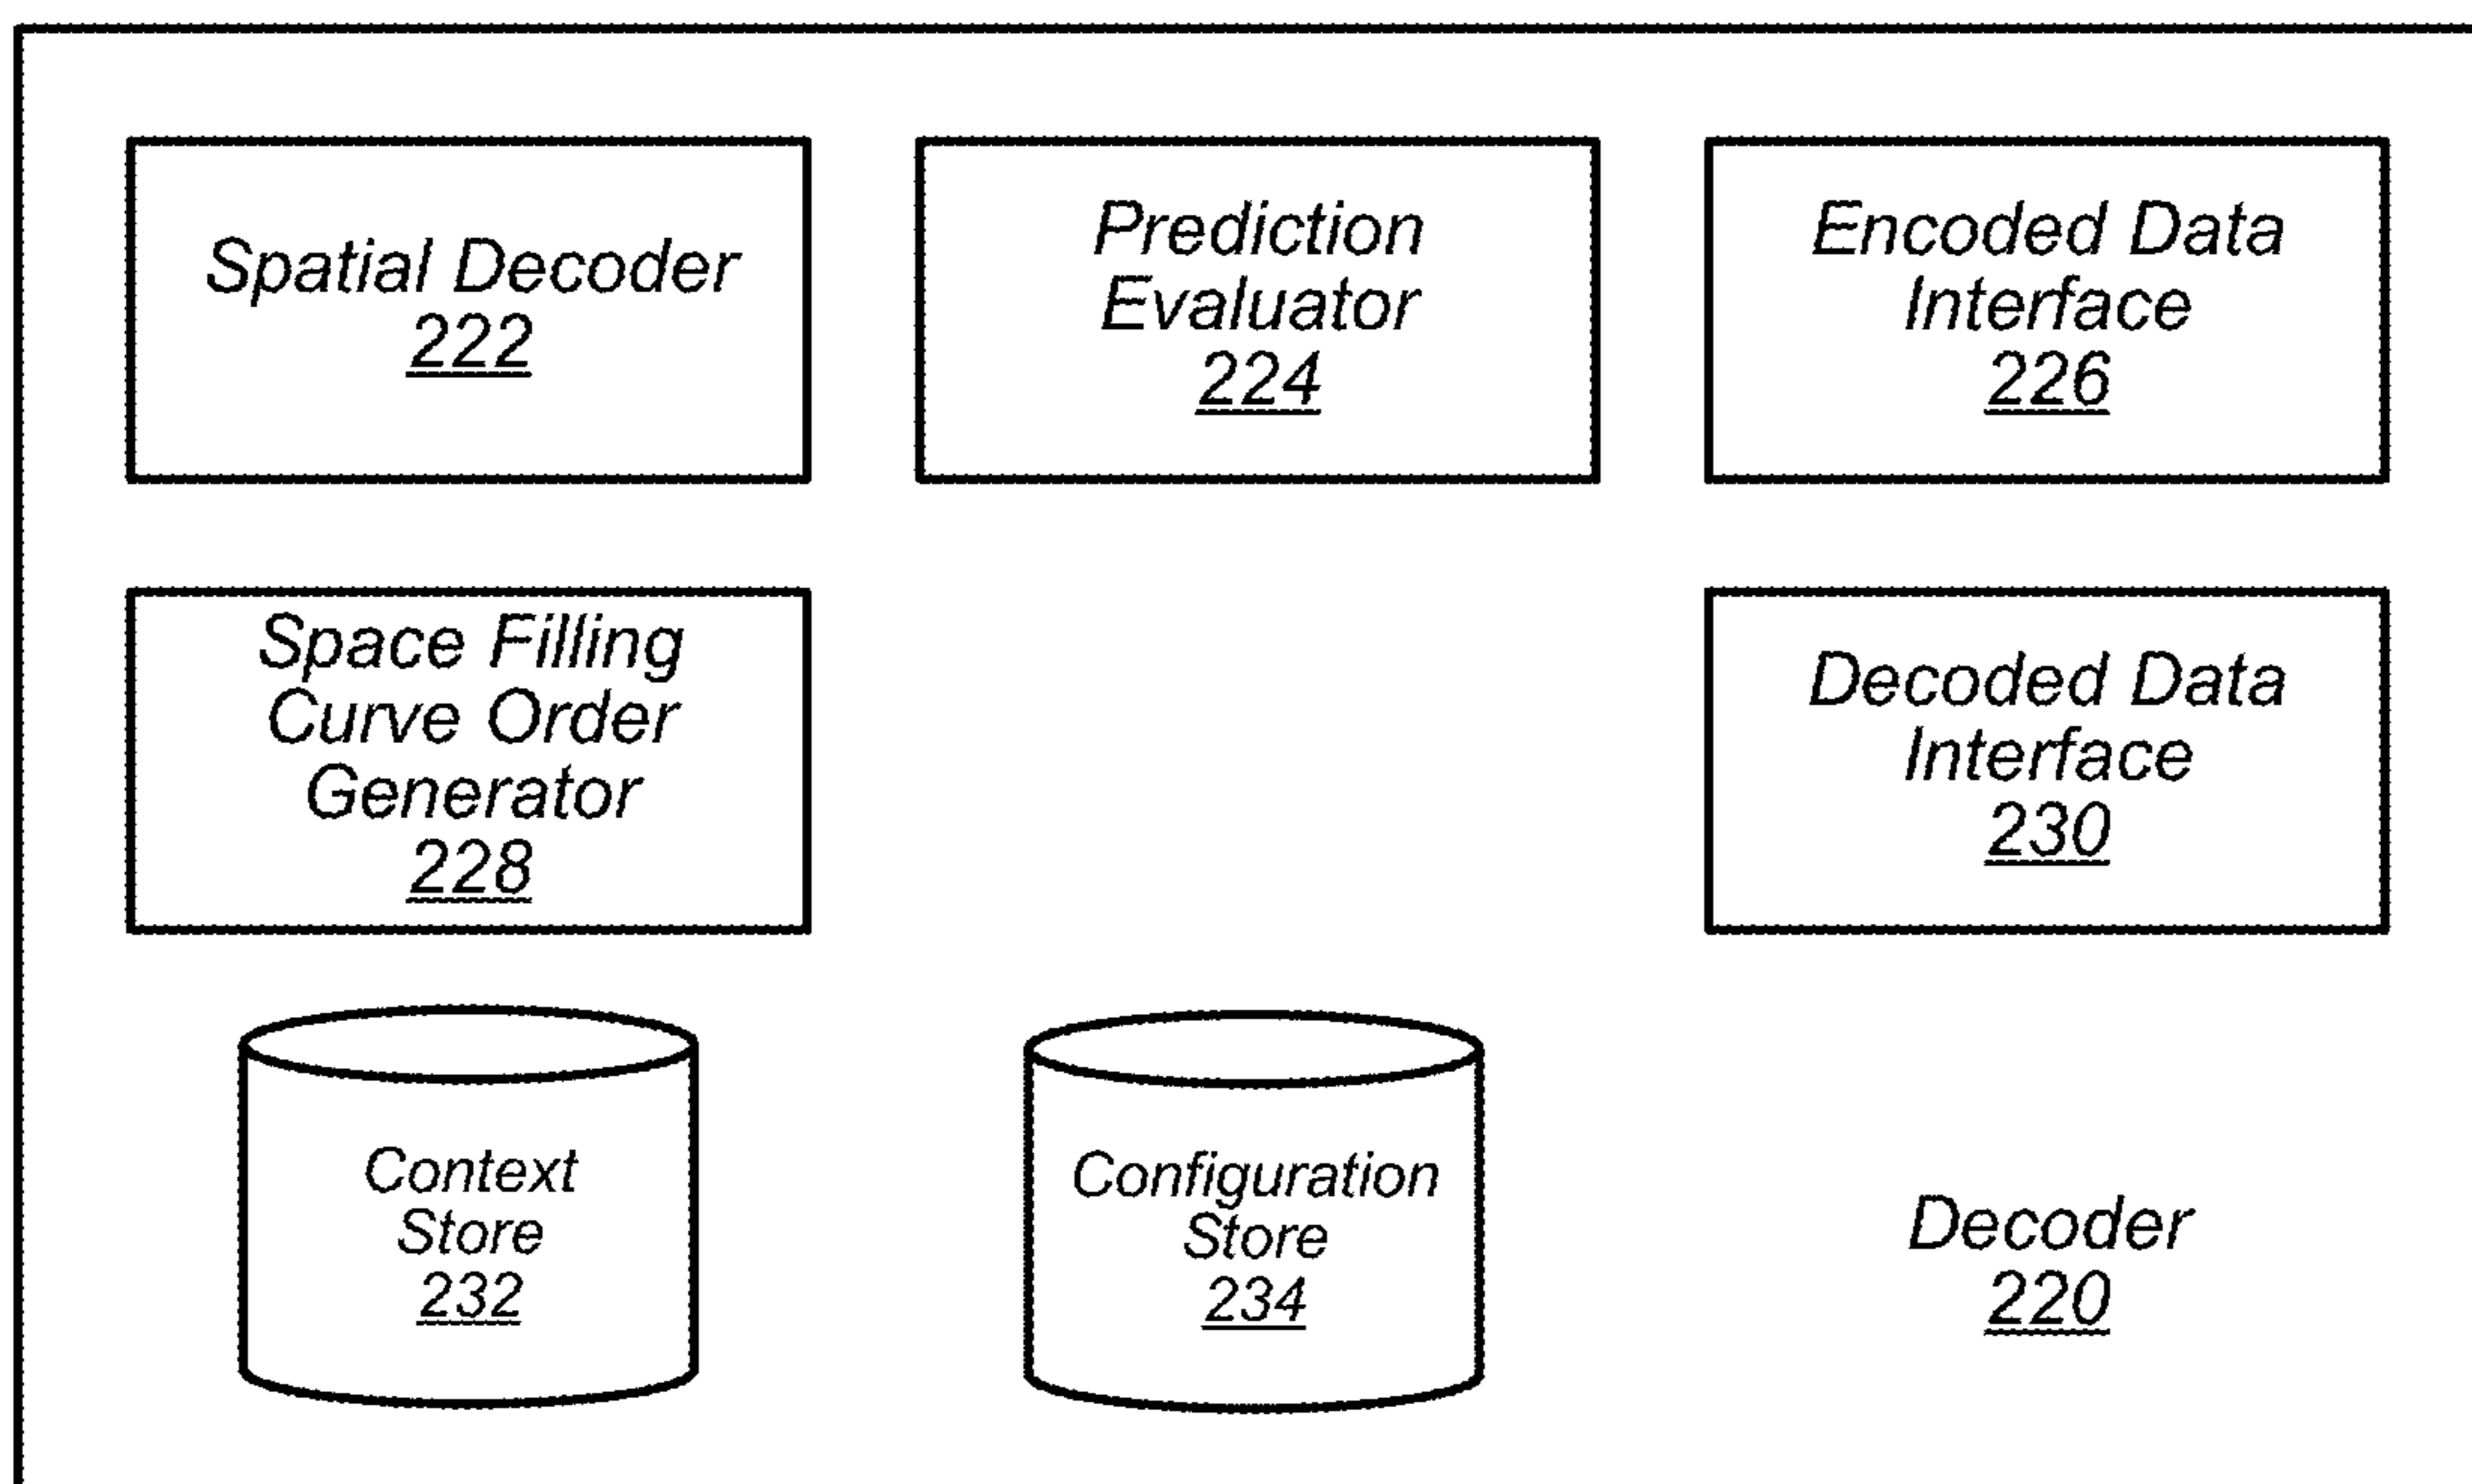 Spatial Decoder
222
Prediction
Evaluator
224
Encoded Data
Interface
226
Space Filling
Curve Order
Generator
228
Decoded Data
Interface
230
Context
Store
232
Configuration
Store
234
Decoder
220